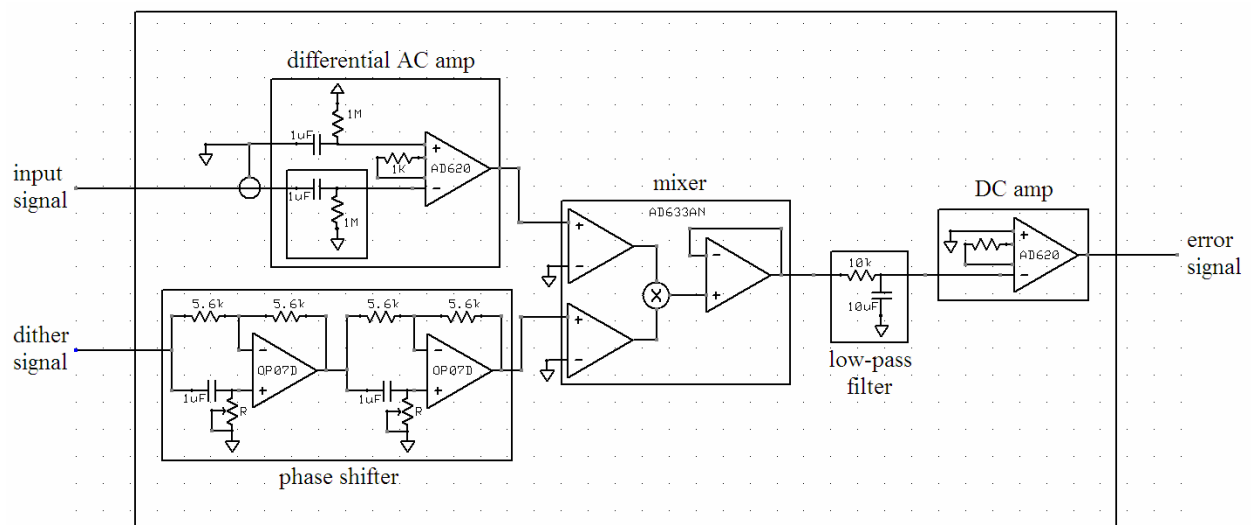 differential AC amp
1M
1uF
AD620
1k
input
signal
1uF
1M
mixer
AD633AN
DC amp
AD620
error
signal
10k
10uF
low-pass
filter
5.6k
5.6k
5.6k
5.6k
dither
signal
OP07D
OP07D
1uF
R
1uF
R
phase shifter
+
-
+
-
+
-
-
+
X
+
-
-
+
-
+
+
-